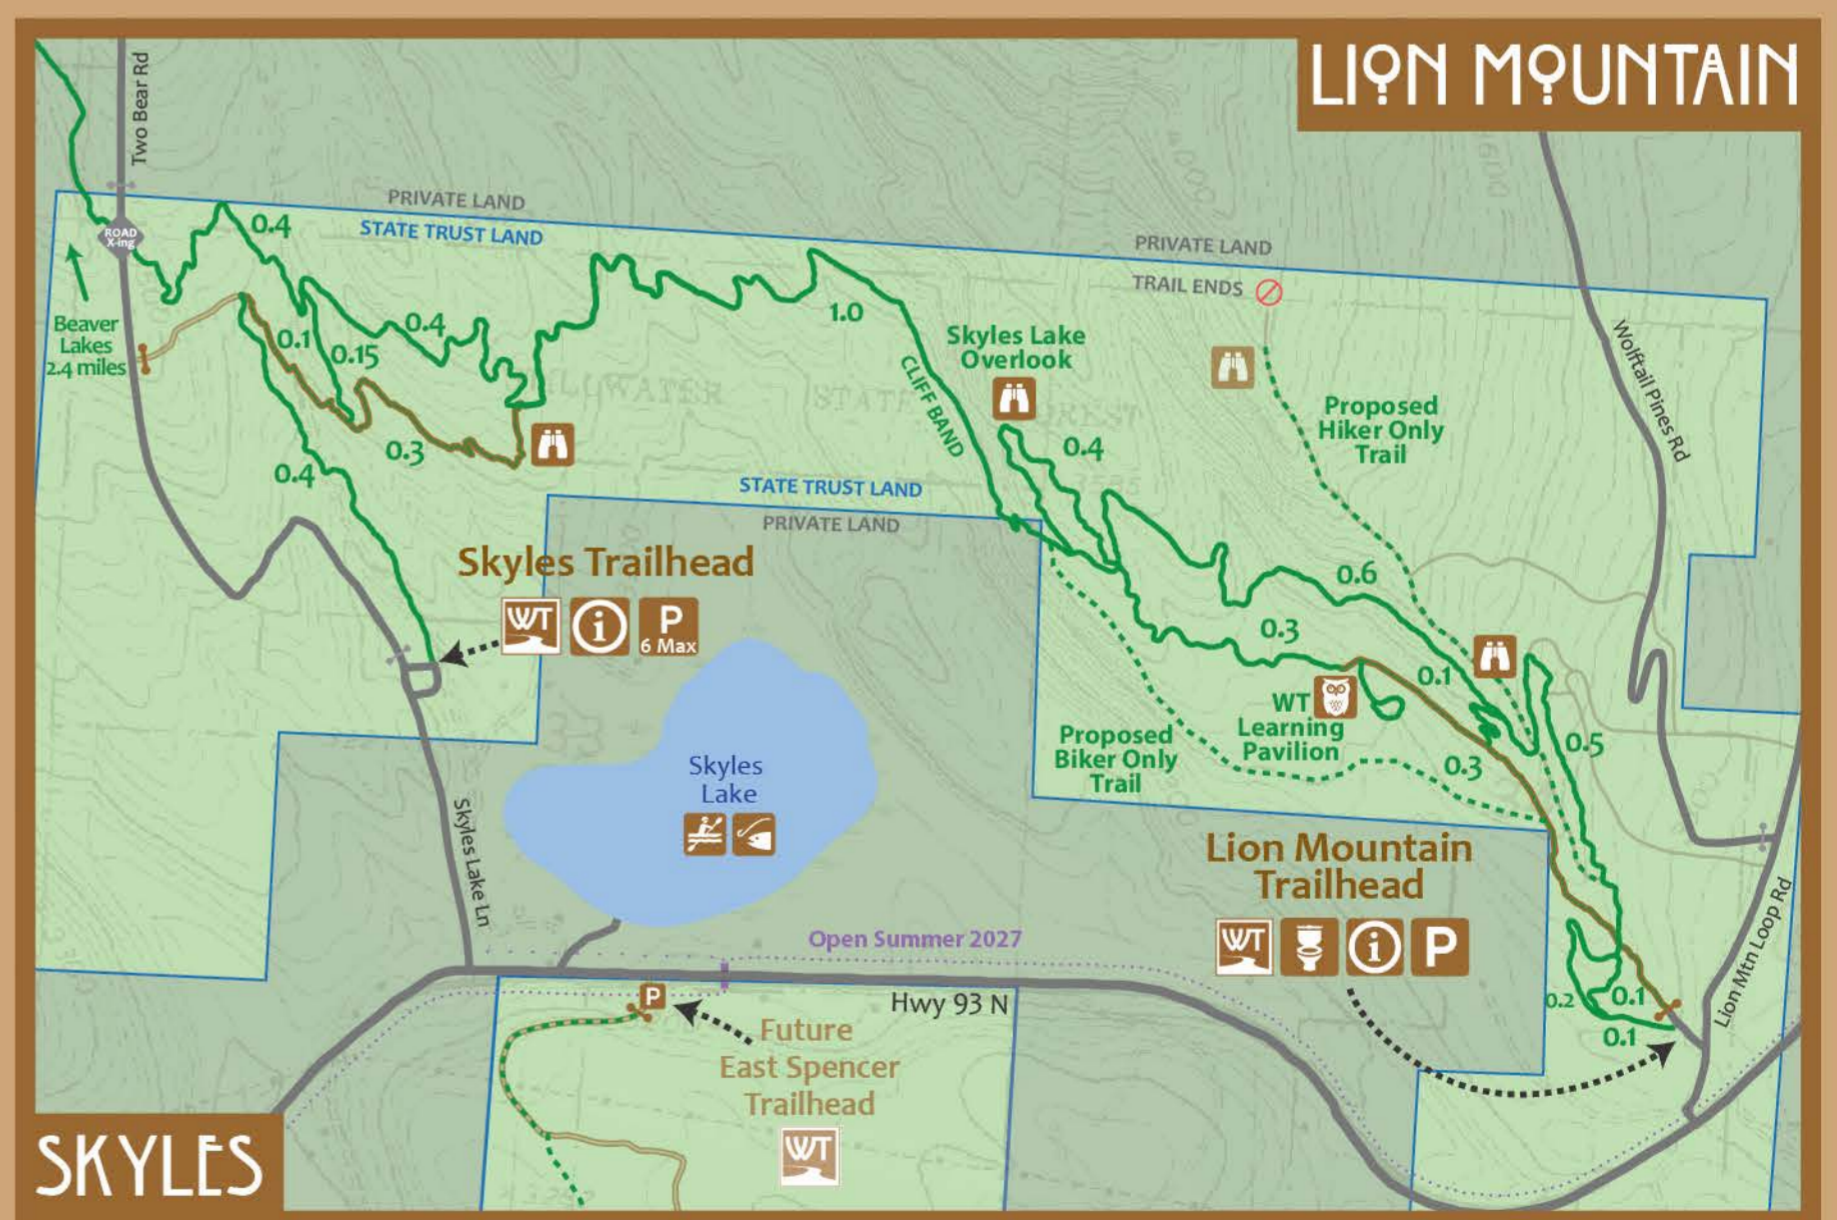 LION MOUNTAIN
Two Bear Rd
PRIVATE LAND
STATE TRUST LAND
ROAD
X-ing
0.4
PRIVATE LAND
TRAIL ENDS
4000
Beaver
Lakes
2.4 miles
0.1
0.15
0.4
1.0
CLIFF BAND
Skyles Lake
Overlook
Proposed
Hiker Only
Trail
Wolftail Pines Rd
STATE
0.3
0.4
0.4
STATE TRUST LAND
PRIVATE LAND
Skyles Trailhead
WT
i
P
6 Max
0.6
0.3
0.1
WT
Learning
Pavilion
0.5
0.3
Proposed
Biker Only
Trail
33
Skyles
Lake
Skyles Lake Ln
Lion Mountain
Trailhead
WT
i
P
Lion Mtn Loop Rd
Open Summer 2027
Hwy 93 N
0.2
0.1
0.1
P
Future
East Spencer
Trailhead
WT
SKYLES